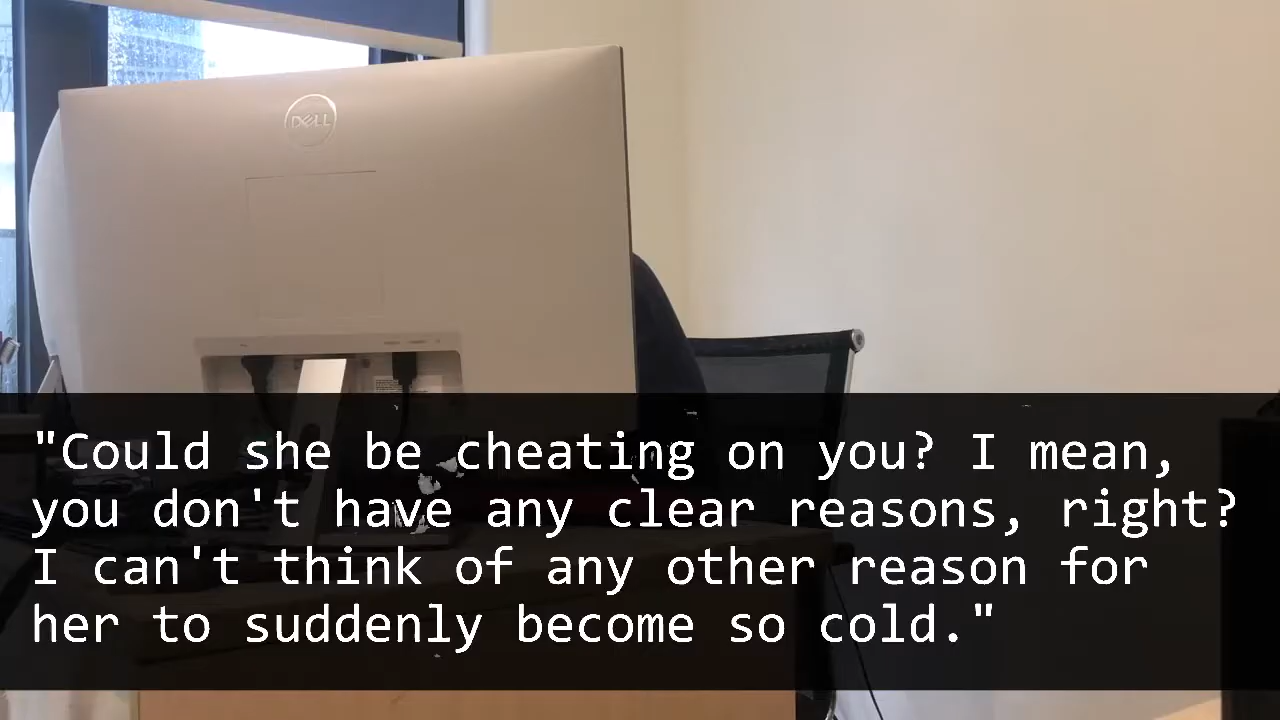 DELL
"Could she be cheating on you? I mean,
you don't have any clear reasons, right?
I can't think of any other reason for
her to suddenly become so cold."